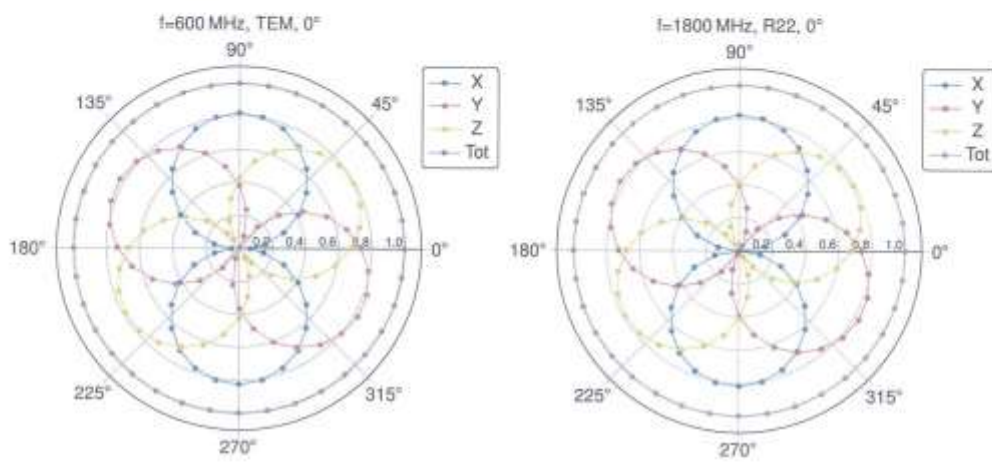 f=600 MHz, TEM, 0°
90°
135°
45°
X
Y
Z
Tot
180°
0.2 0.4 0.6 0.8 1.0
0°
225°
315°
270°
f=1800 MHz, R22, 0°
90°
135°
45°
X
Y
Z
Tot
180°
0.2 0.4 0.6 0.8 1.0
0°
225°
315°
270°